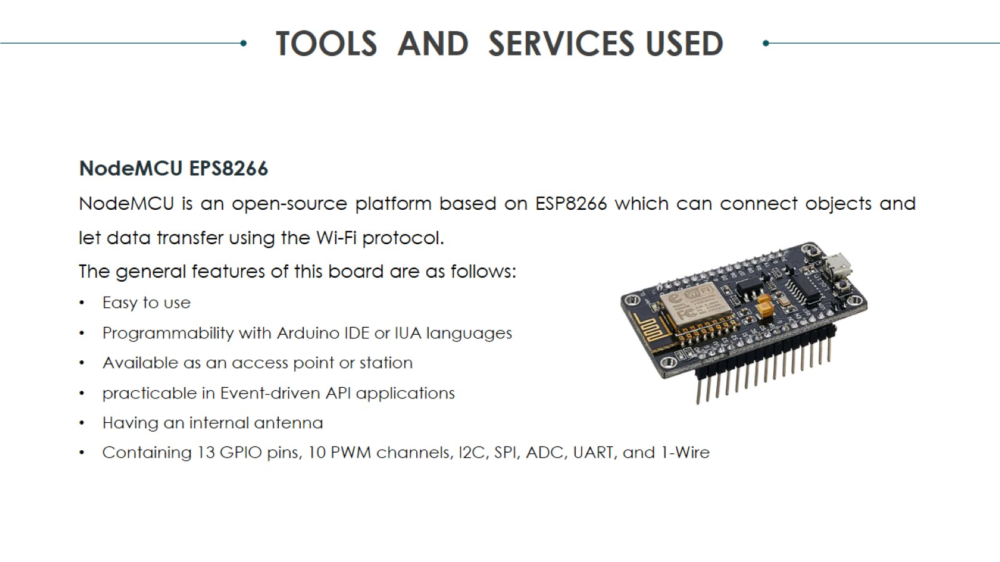 TOOLS AND SERVICES USED
NodeMCU EPS8266
NodeMCU is an open-source platform based on ESP8266 which can connect objects and
let data transfer using the Wi-Fi protocol.
The general features of this board are as follows:
• Easy to use
• Programmability with Arduino IDE or IUA languages
• Available as an access point or station
• practicable in Event-driven API applications
• Having an internal antenna
• Containing 13 GPIO pins, 10 PWM channels, I2C, SPI, ADC, UART, and 1-Wire
WiFi
FC